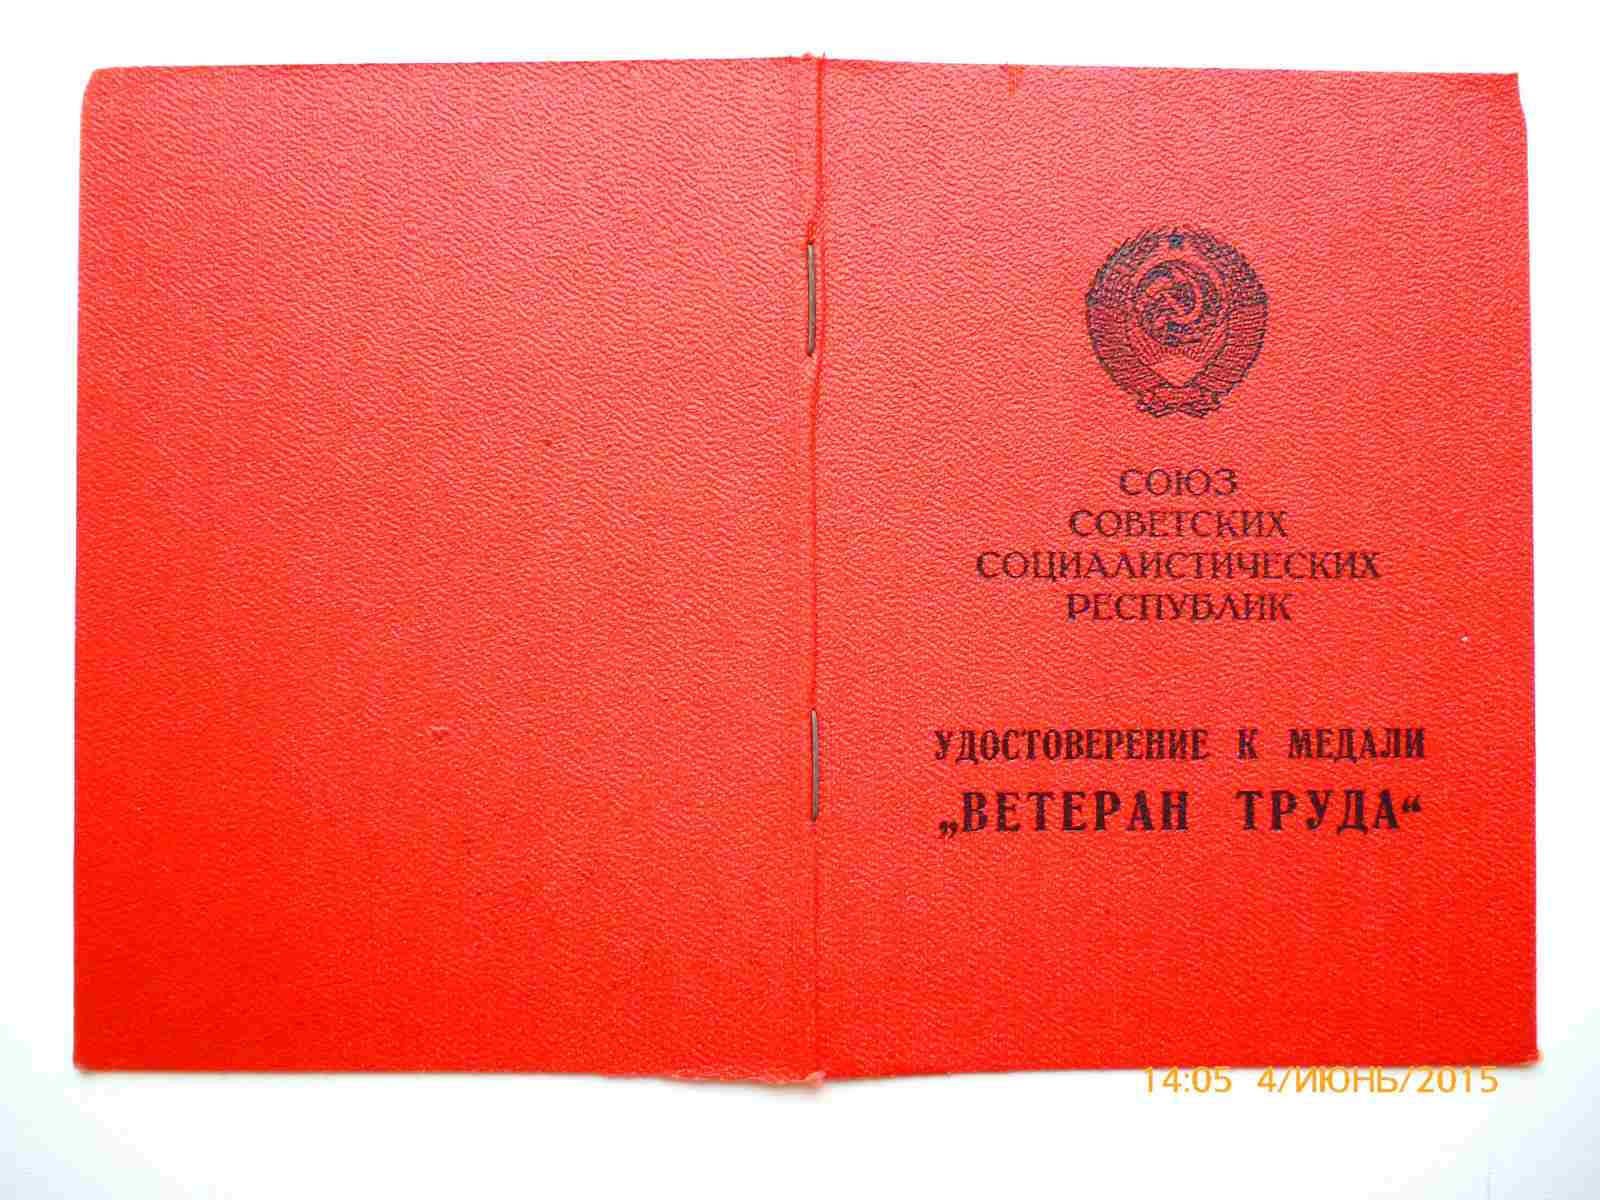 СОЮЗ
СОВЕТСКИХ
СОЦИАЛИСТИЧЕСКИХ
РЕСПУБЛИК
УДОСТОВЕРЕНИЕ К МЕДАЛИ
„ВЕТЕРАН ТРУДА“
14:05 4/ИЮНЬ/2015